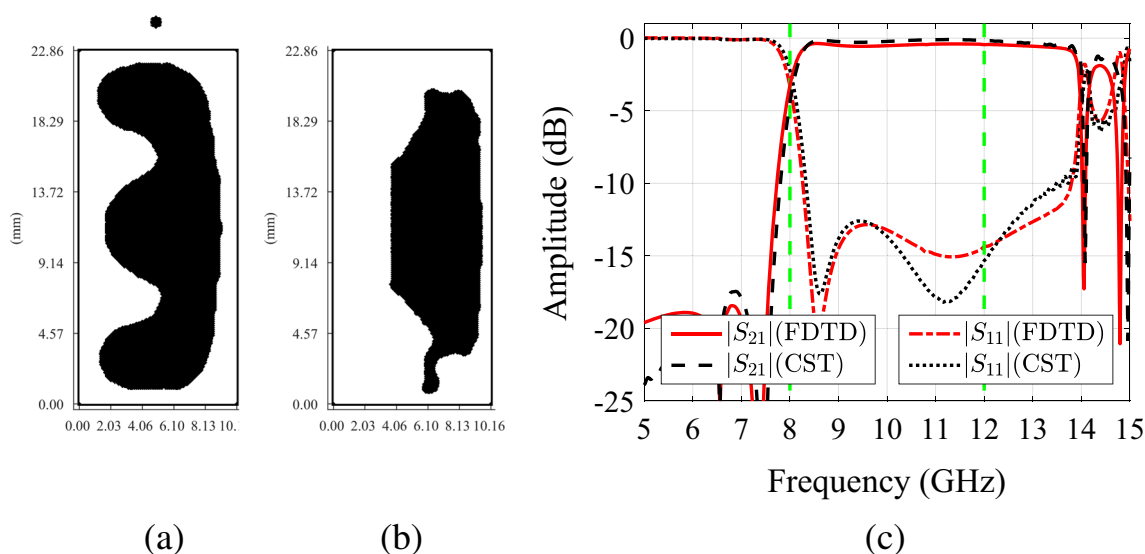 22.86
18.29
13.72
(mm)
9.14
4.57
0.00
0.00 2.03 4.06 6.10 8.13 10.1
(a)
22.86
18.29
13.72
(mm)
9.14
4.57
0.00
0.00 2.03 4.06 6.10 8.13 10.16
(b)
0
-5
-10
-15
-20
-25
Amplitude (dB)
|S21|(FDTD)
|S21|(CST)
|S11|(FDTD)
|S11|(CST)
5 6 7 8 9 10 11 12 13 14 15
Frequency (GHz)
(c)